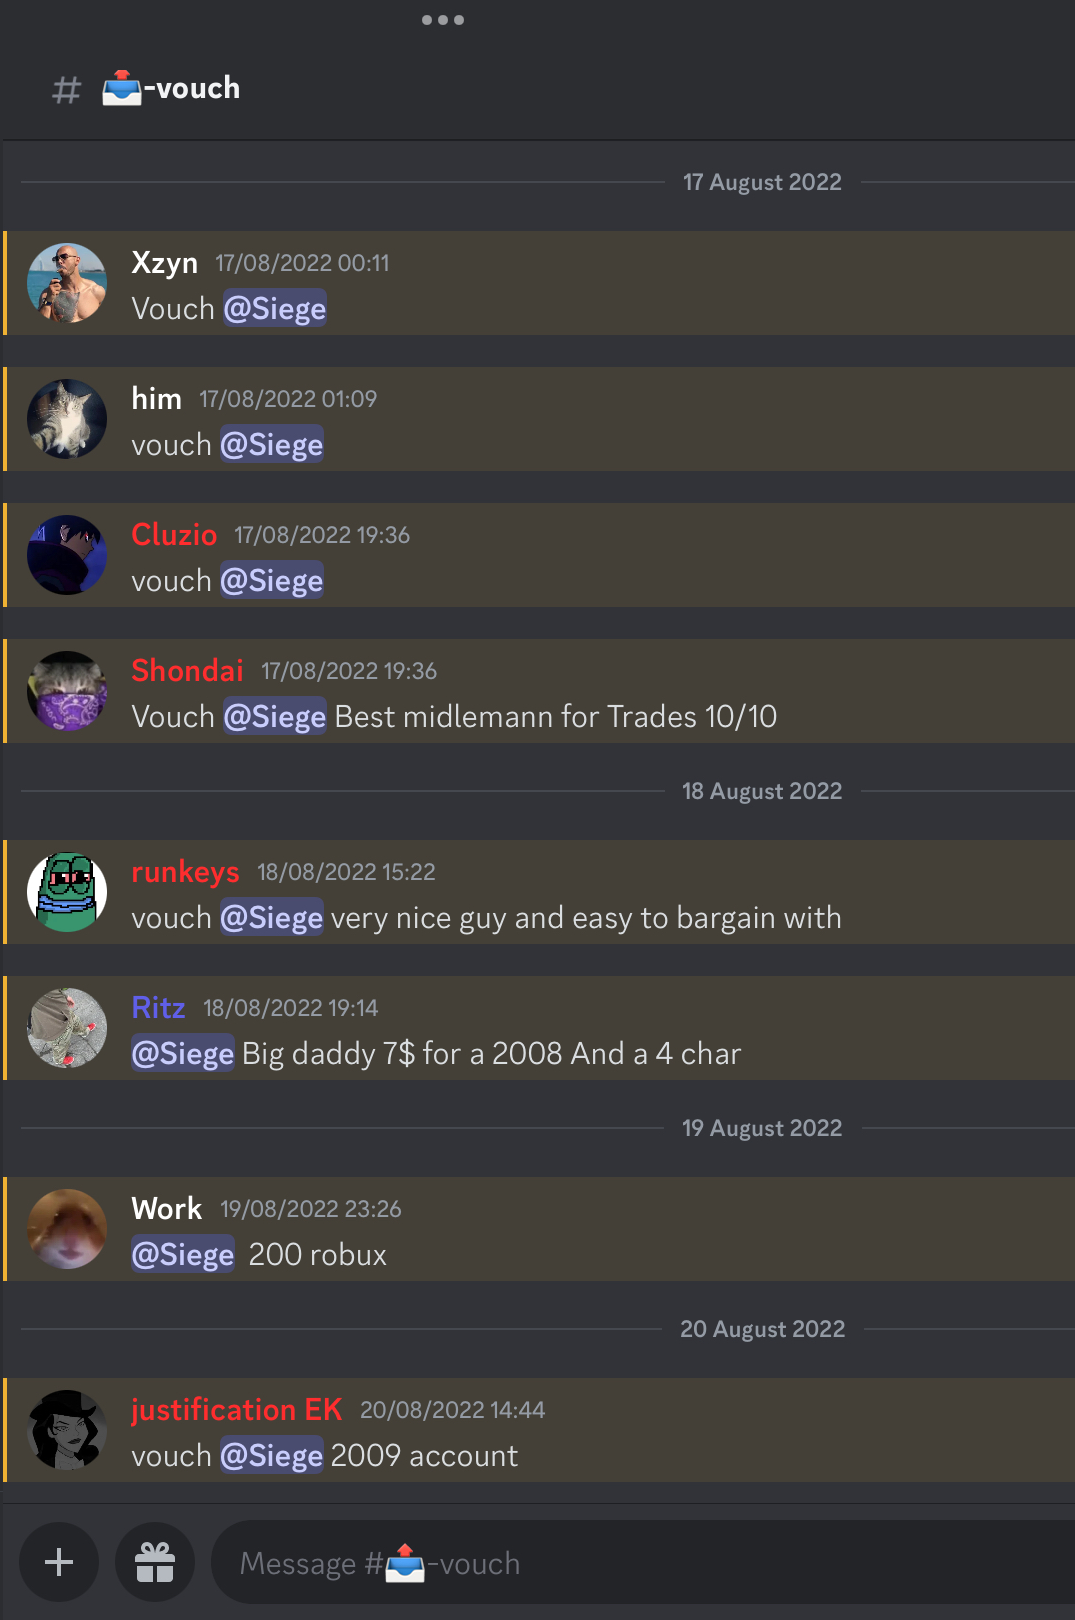 # 📤-vouch
17 August 2022
Xzyn 17/08/2022 00:11
Vouch @Siege
him 17/08/2022 01:09
vouch @Siege
Cluzio 17/08/2022 19:36
vouch @Siege
Shondai 17/08/2022 19:36
Vouch @Siege Best midlemann for Trades 10/10
18 August 2022
runkeys 18/08/2022 15:22
vouch @Siege very nice guy and easy to bargain with
Ritz 18/08/2022 19:14
@Siege Big daddy 7$ for a 2008 And a 4 char
19 August 2022
Work 19/08/2022 23:26
@Siege 200 robux
20 August 2022
justification EK 20/08/2022 14:44
vouch @Siege 2009 account
Message #📤-vouch